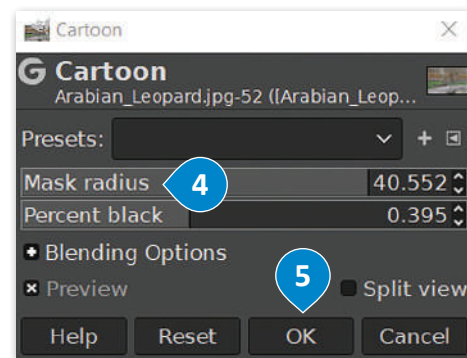 Cartoon
G Cartoon
Arabian_Leopard.jpg-52 ([Arabian_Leop...
Presets:
Mask radius 4 40.552
Percent black 0.395
Blending Options
5
Preview Split view
Help Reset OK Cancel